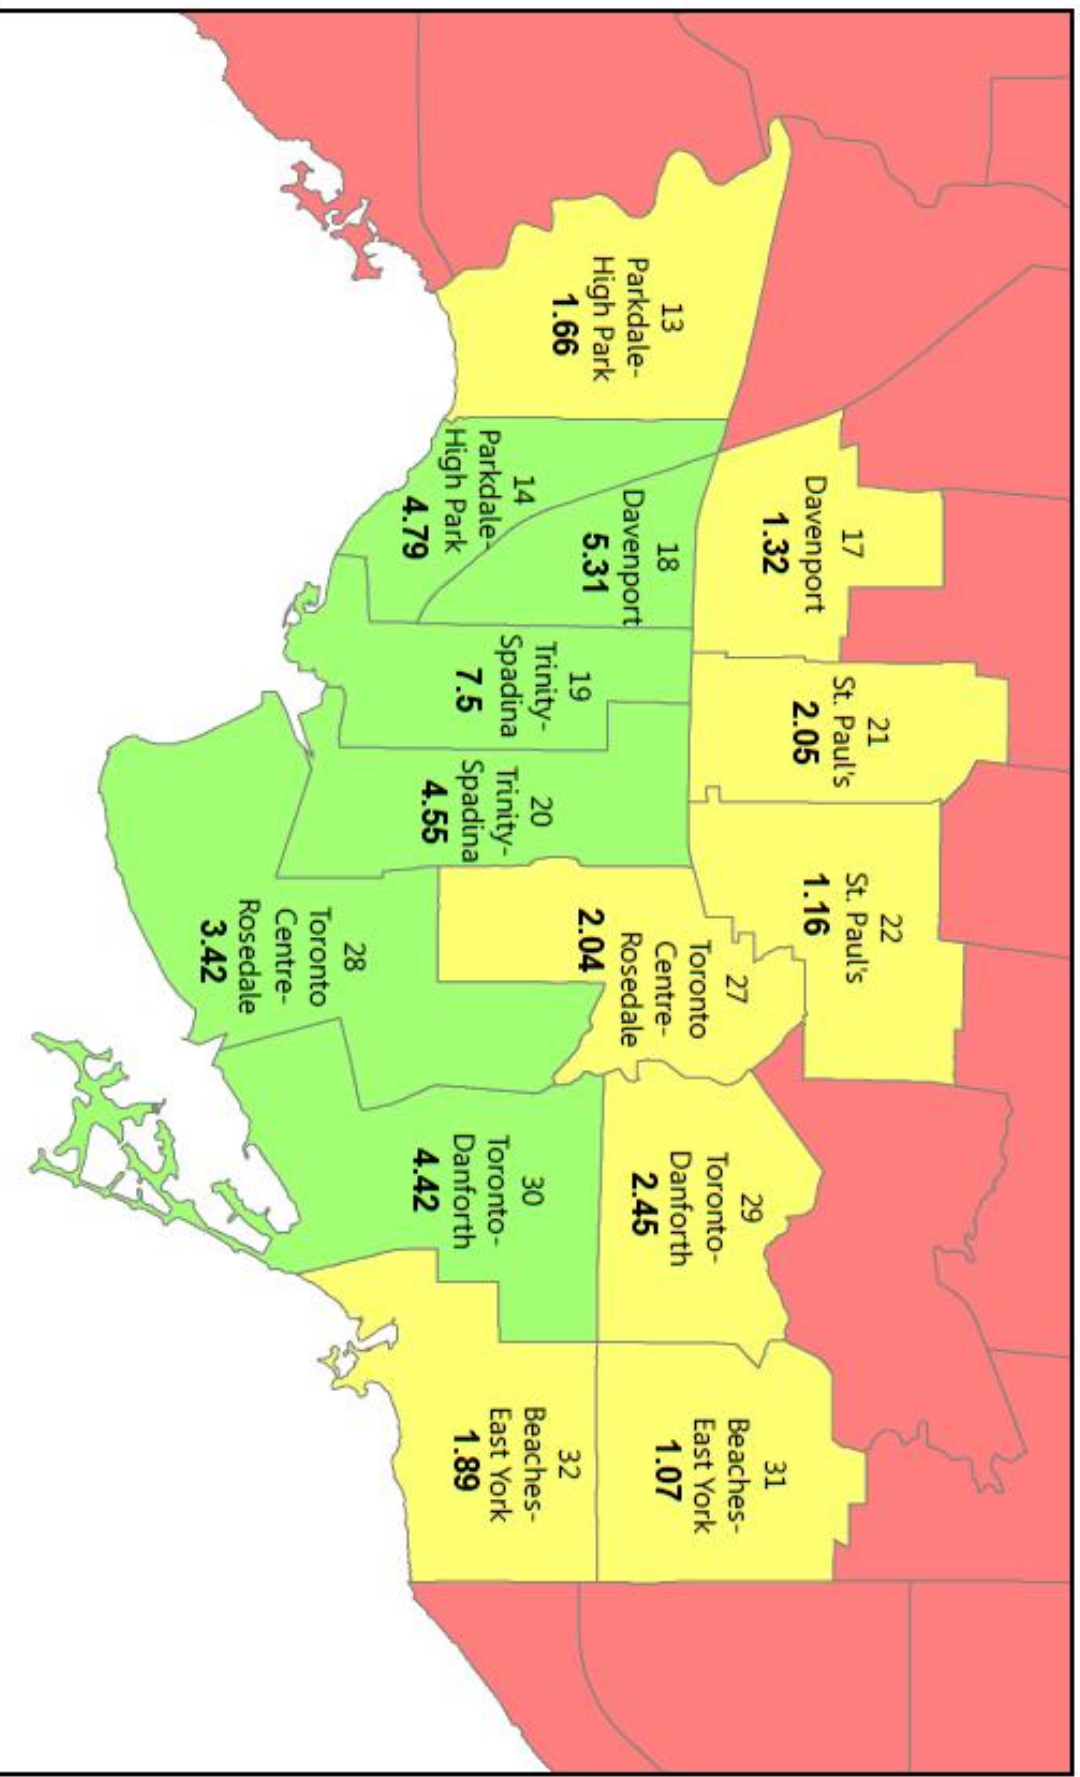 13
Parkdale-
High Park
1.66
14
Parkdale-
High Park
4.79
18
Davenport
5.31
17
Davenport
1.32
19
Trinity-
Spadina
7.5
20
Trinity-
Spadina
4.55
21
St. Paul's
2.05
22
St. Paul's
1.16
27
Toronto
Centre-
Rosedale
2.04
28
Toronto
Centre-
Rosedale
3.42
29
Toronto-
Danforth
2.45
30
Toronto-
Danforth
4.42
31
Beaches-
East York
1.07
32
Beaches-
East York
1.89